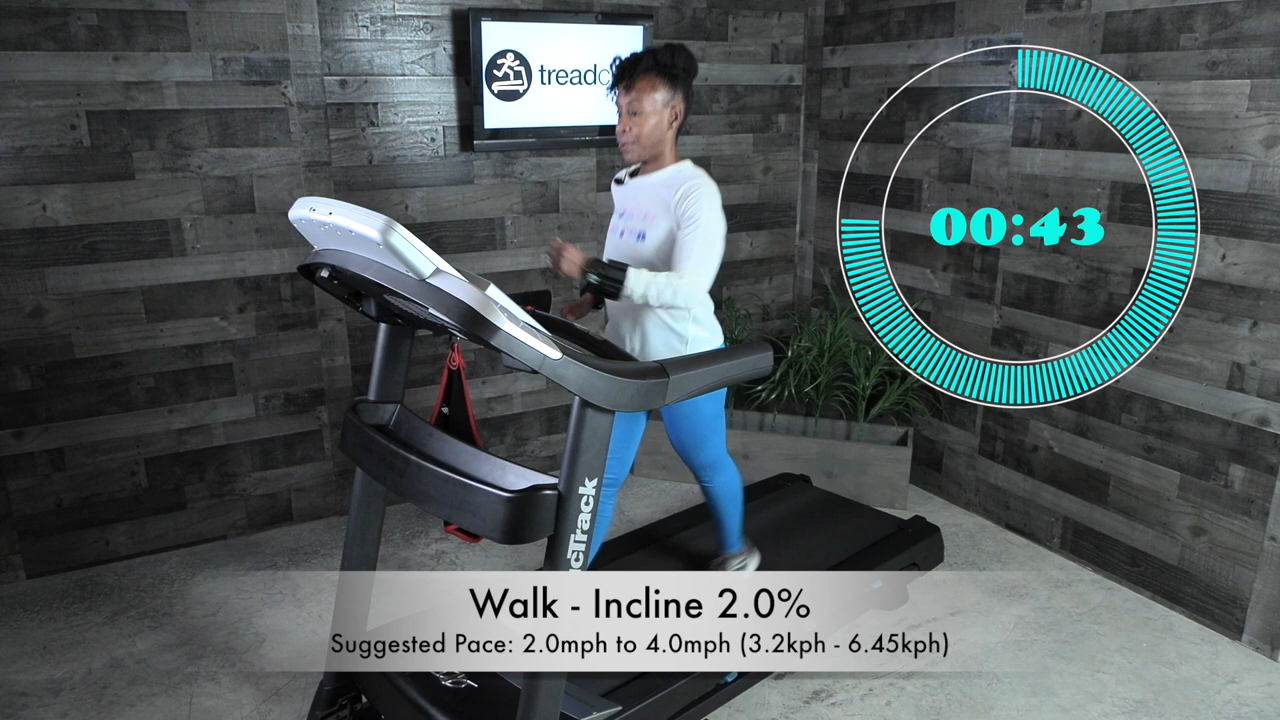 treadc
00:43
icTrack
Walk - Incline 2.0%
Suggested Pace: 2.0mph to 4.0mph (3.2kph - 6.45kph)